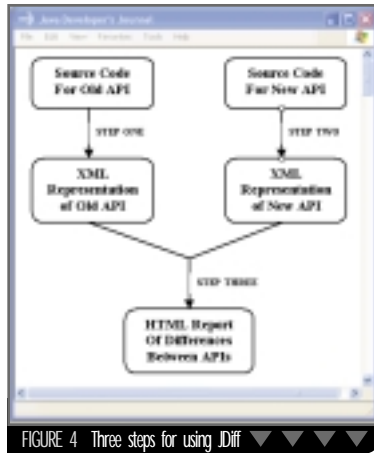 Java Developer's Journal
File Edit View Favorites Tools Help
Source Code
For Old API
Source Code
For New API
STEP ONE
STEP TWO
XML
Representation
of Old API
XML
Representation
of New API
STEP THREE
HTML Report
Of Differences
Between APIs
FIGURE 4 Three steps for using JDiff